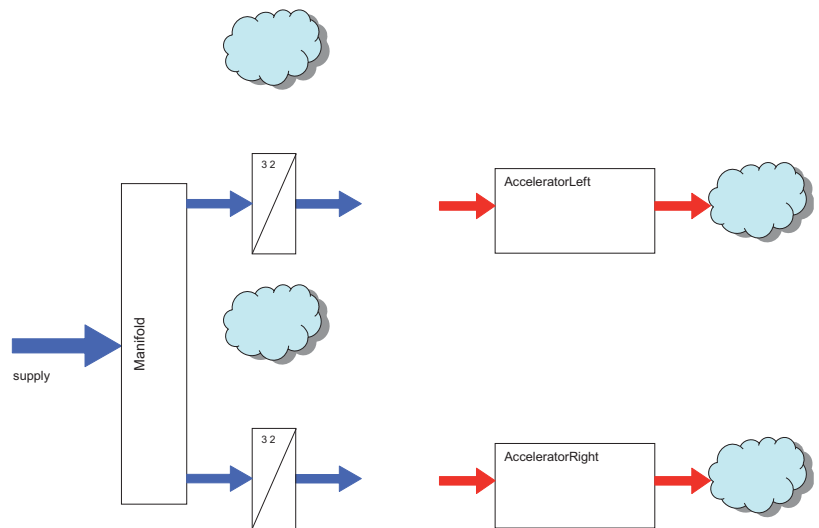 3 2
AcceleratorLeft
Manifold
supply
3 2
AcceleratorRight